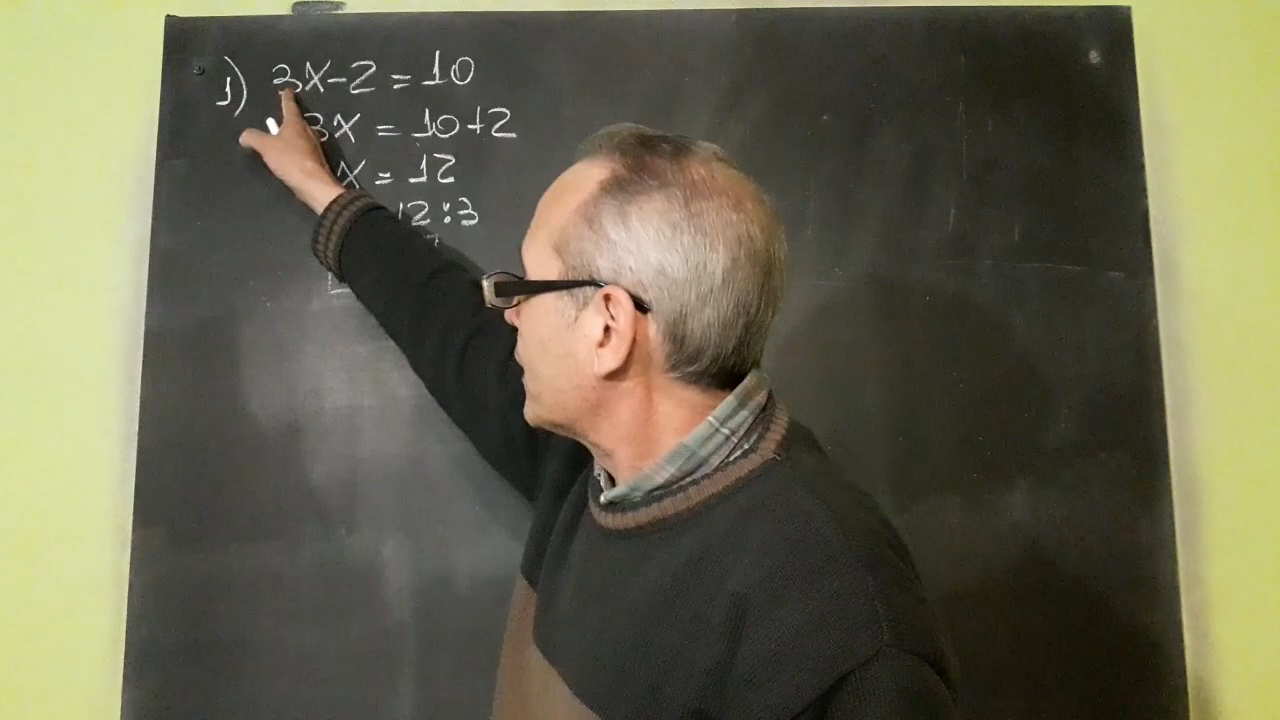 1) 3x-2=10
3x = 10+2
x = 12
12:3